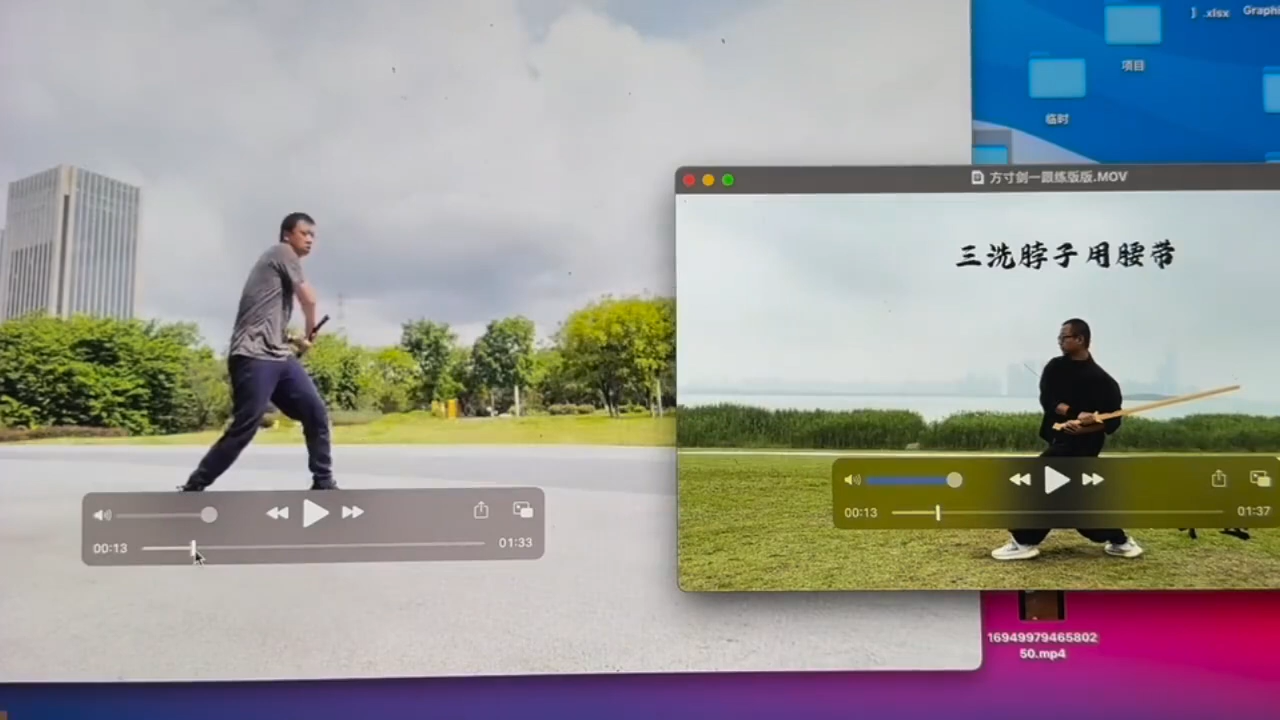 ] .xlsx
Graphi
项目
临时
方寸剑一跟练版版.MOV
三洗脖子用腰带
00:13
01:37
00:13
01:33
16949979465802
50.mp4